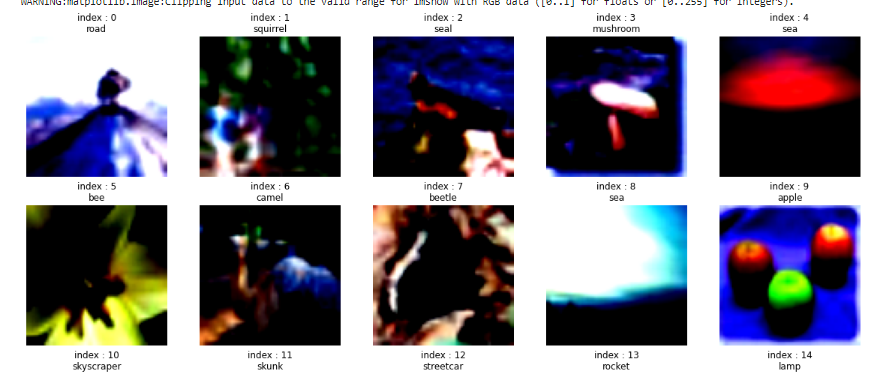 WARNING:matplotlib.image:Clipping input data to the valid range for imshow with RGB data ([0..1] for floats or [0..255] for integers).
index : 0 index : 1 index : 2 index : 3 index : 4
road squirrel seal mushroom sea
index : 5 index : 6 index : 7 index : 8 index : 9
bee camel beetle sea apple
index : 10 index : 11 index : 12 index : 13 index : 14
skyscraper skunk streetcar rocket lamp